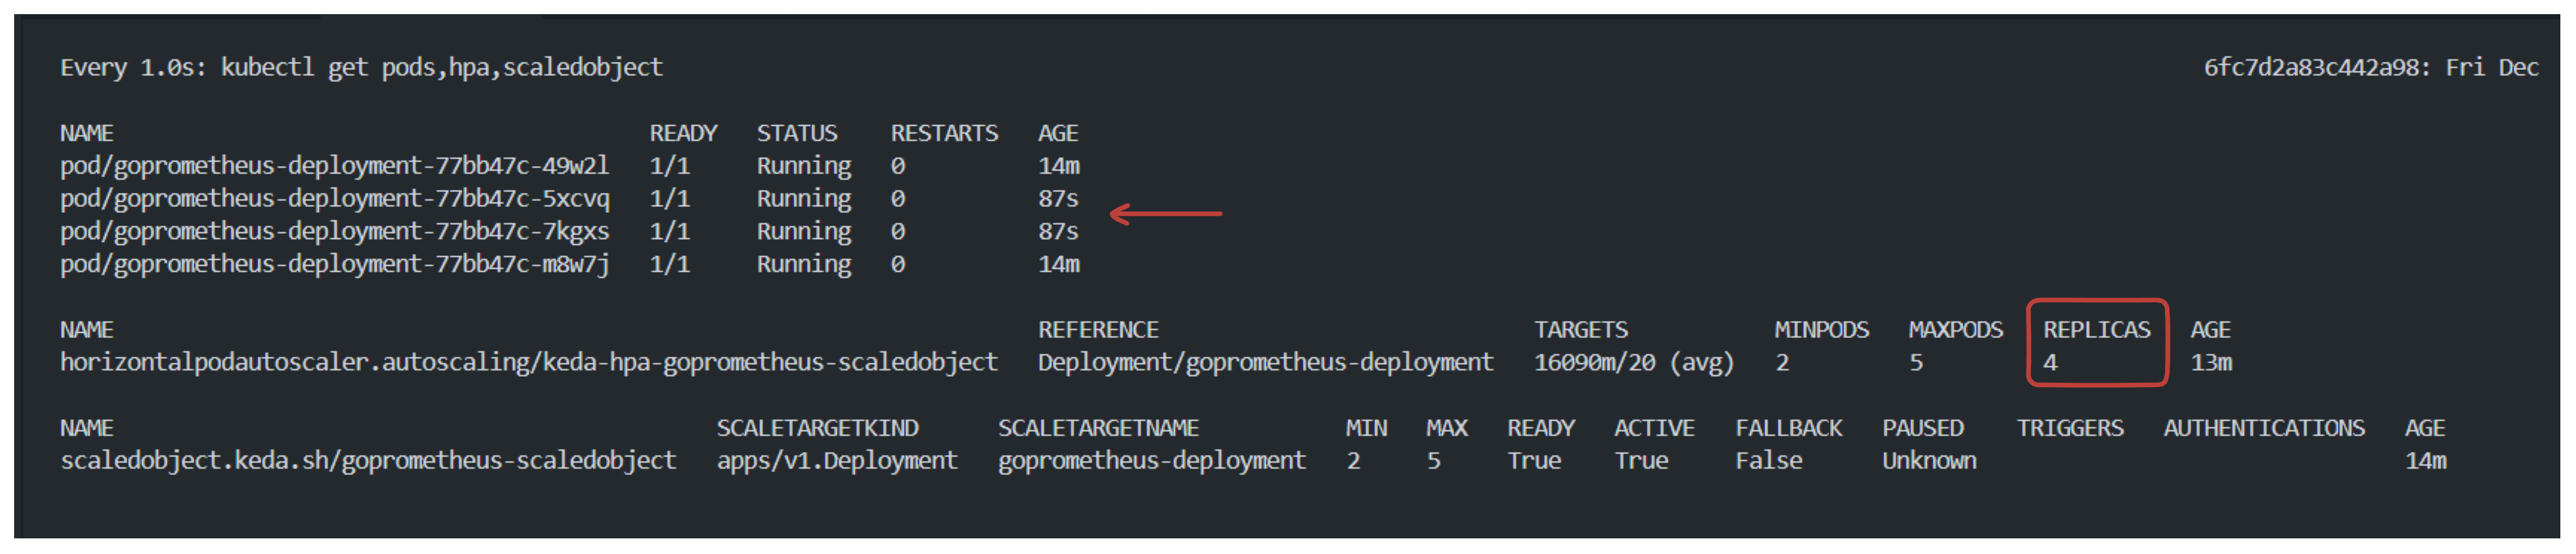 Every 1.0s: kubectl get pods,hpa,scaledobject 6fc7d2a83c442a98: Fri Dec
NAME READY STATUS RESTARTS AGE
pod/goprometheus-deployment-77bb47c-49w2l 1/1 Running 0 14m
pod/goprometheus-deployment-77bb47c-5xcvq 1/1 Running 0 87s
pod/goprometheus-deployment-77bb47c-7kgxs 1/1 Running 0 87s
pod/goprometheus-deployment-77bb47c-m8w7j 1/1 Running 0 14m
NAME REFERENCE TARGETS MINPODS MAXPODS REPLICAS AGE
horizontalpodautoscaler.autoscaling/keda-hpa-goprometheus-scaledobject Deployment/goprometheus-deployment 16090m/20 (avg) 2 5 4 13m
NAME SCALETARGETKIND SCALETARGETNAME MIN MAX READY ACTIVE FALLBACK PAUSED TRIGGERS AUTHENTICATIONS AGE
scaledobject.keda.sh/goprometheus-scaledobject apps/v1.Deployment goprometheus-deployment 2 5 True True False Unknown 14m